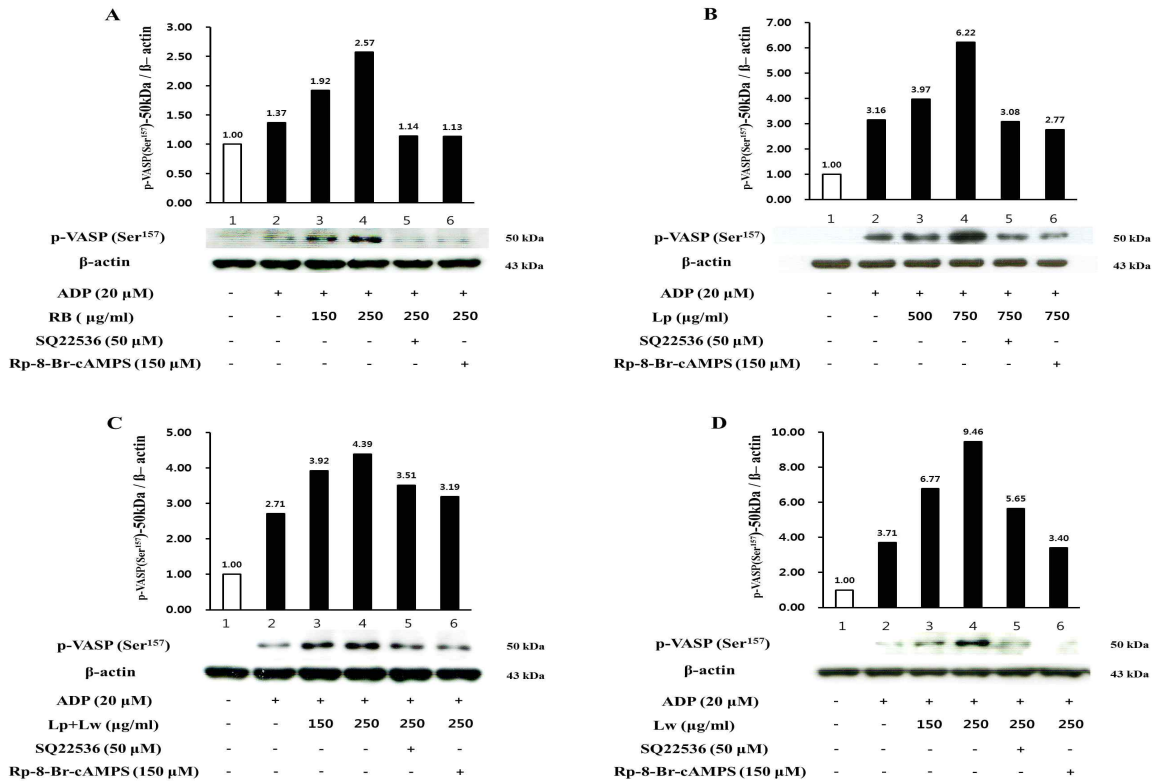 A
p-VASP(Ser¹⁵⁷)-50kDa / ß– actin
3.00
2.50
2.00
1.50
1.00
0.50
0.00
1.00
1.37
1.92
2.57
1.14
1.13
1 2 3 4 5 6
p-VASP (Ser¹⁵⁷) 50 kDa
β-actin 43 kDa
ADP (20 µM) - + + + + +
RB ( µg/ml) - - 150 250 250 250
SQ22536 (50 µM) - - - - + -
Rp-8-Br-cAMPS (150 µM) - - - - - +
B
p-VASP(Ser¹⁵⁷)-50kDa / ß– actin
7.00
6.00
5.00
4.00
3.00
2.00
1.00
0.00
1.00
3.16
3.97
6.22
3.08
2.77
1 2 3 4 5 6
p-VASP (Ser¹⁵⁷) 50 kDa
β-actin 43 kDa
ADP (20 µM) - + + + + +
Lp (µg/ml) - - 500 750 750 750
SQ22536 (50 µM) - - - - + -
Rp-8-Br-cAMPS (150 µM) - - - - - +
C
p-VASP(Ser¹⁵⁷)-50kDa / ß– actin
5.00
4.00
3.00
2.00
1.00
0.00
1.00
2.71
3.92
4.39
3.51
3.19
1 2 3 4 5 6
p-VASP (Ser¹⁵⁷) 50 kDa
β-actin 43 kDa
ADP (20 µM) - + + + + +
Lp+Lw (µg/ml) - - 150 250 250 250
SQ22536 (50 µM) - - - - + -
Rp-8-Br-cAMPS (150 µM) - - - - - +
D
p-VASP(Ser¹⁵⁷)-50kDa / ß– actin
10.00
8.00
6.00
4.00
2.00
0.00
1.00
3.71
6.77
9.46
5.65
3.40
1 2 3 4 5 6
p-VASP (Ser¹⁵⁷) 50 kDa
β-actin 43 kDa
ADP (20 µM) - + + + + +
Lw (µg/ml) - - 150 250 250 250
SQ22536 (50 µM) - - - - + -
Rp-8-Br-cAMPS (150 µM) - - - - - +